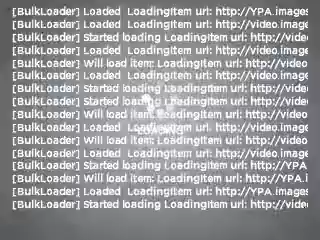 [BulkLoader] Loaded LoadingItem url: http://YPA.images
[BulkLoader] Loaded LoadingItem url: http://video.image
[BulkLoader] Started loading LoadingItem url: http://vide
[BulkLoader] Loaded LoadingItem url: http://video.image
[BulkLoader] Will load item: LoadingItem url: http://video
[BulkLoader] Loaded LoadingItem url: http://video.image
[BulkLoader] Started loading LoadingItem url: http://vide
[BulkLoader] Started loading LoadingItem url: http://vide
[BulkLoader] Will load item: LoadingItem url: http://video
[BulkLoader] Loaded LoadingItem url: http://video.image
[BulkLoader] Will load item: LoadingItem url: http://video
[BulkLoader] Loaded LoadingItem url: http://video.image
[BulkLoader] Started loading LoadingItem url: http://YPA
[BulkLoader] Will load item: LoadingItem url: http://YPA.i
[BulkLoader] Loaded LoadingItem url: http://YPA.images
[BulkLoader] Started loading LoadingItem url: http://vide